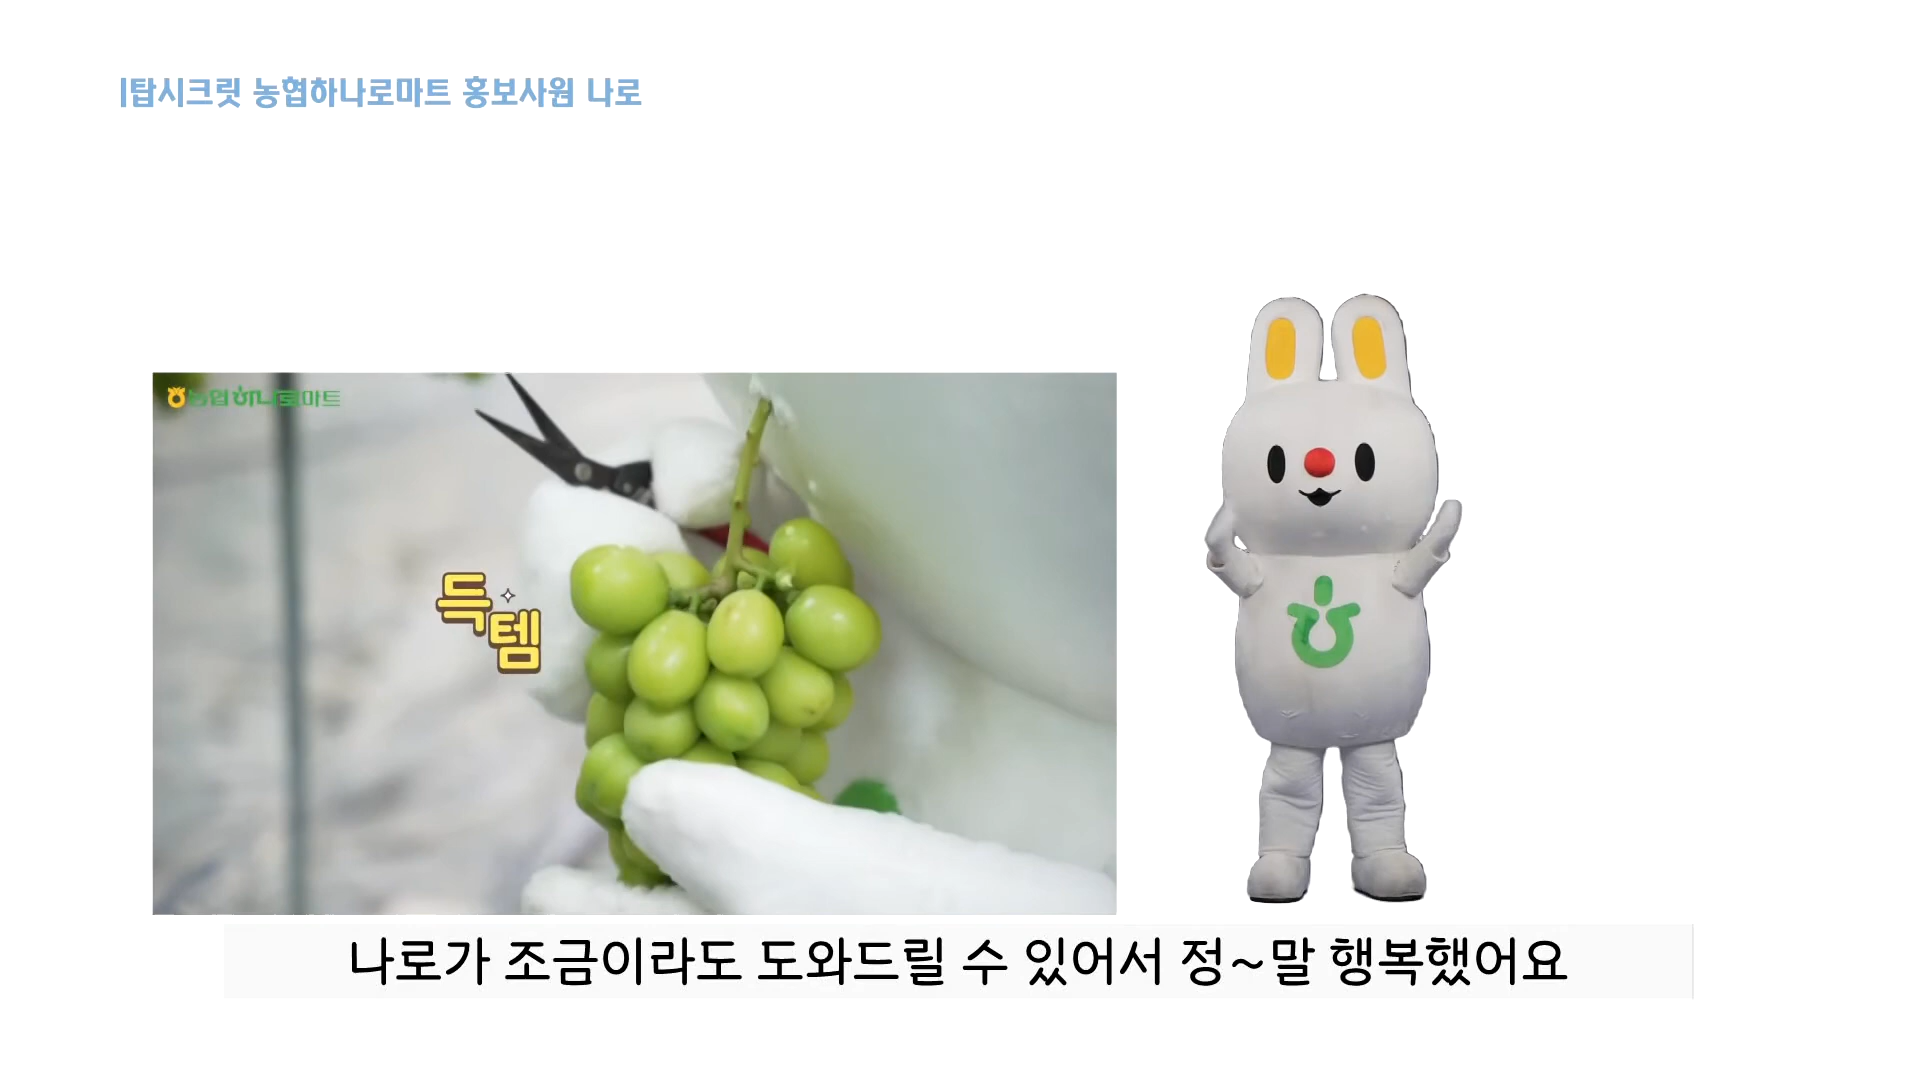 |탑시크릿 농협하나로마트 홍보사원 나로
농협하나로마트
득템
나로가 조금이라도 도와드릴 수 있어서 정~말 행복했어요